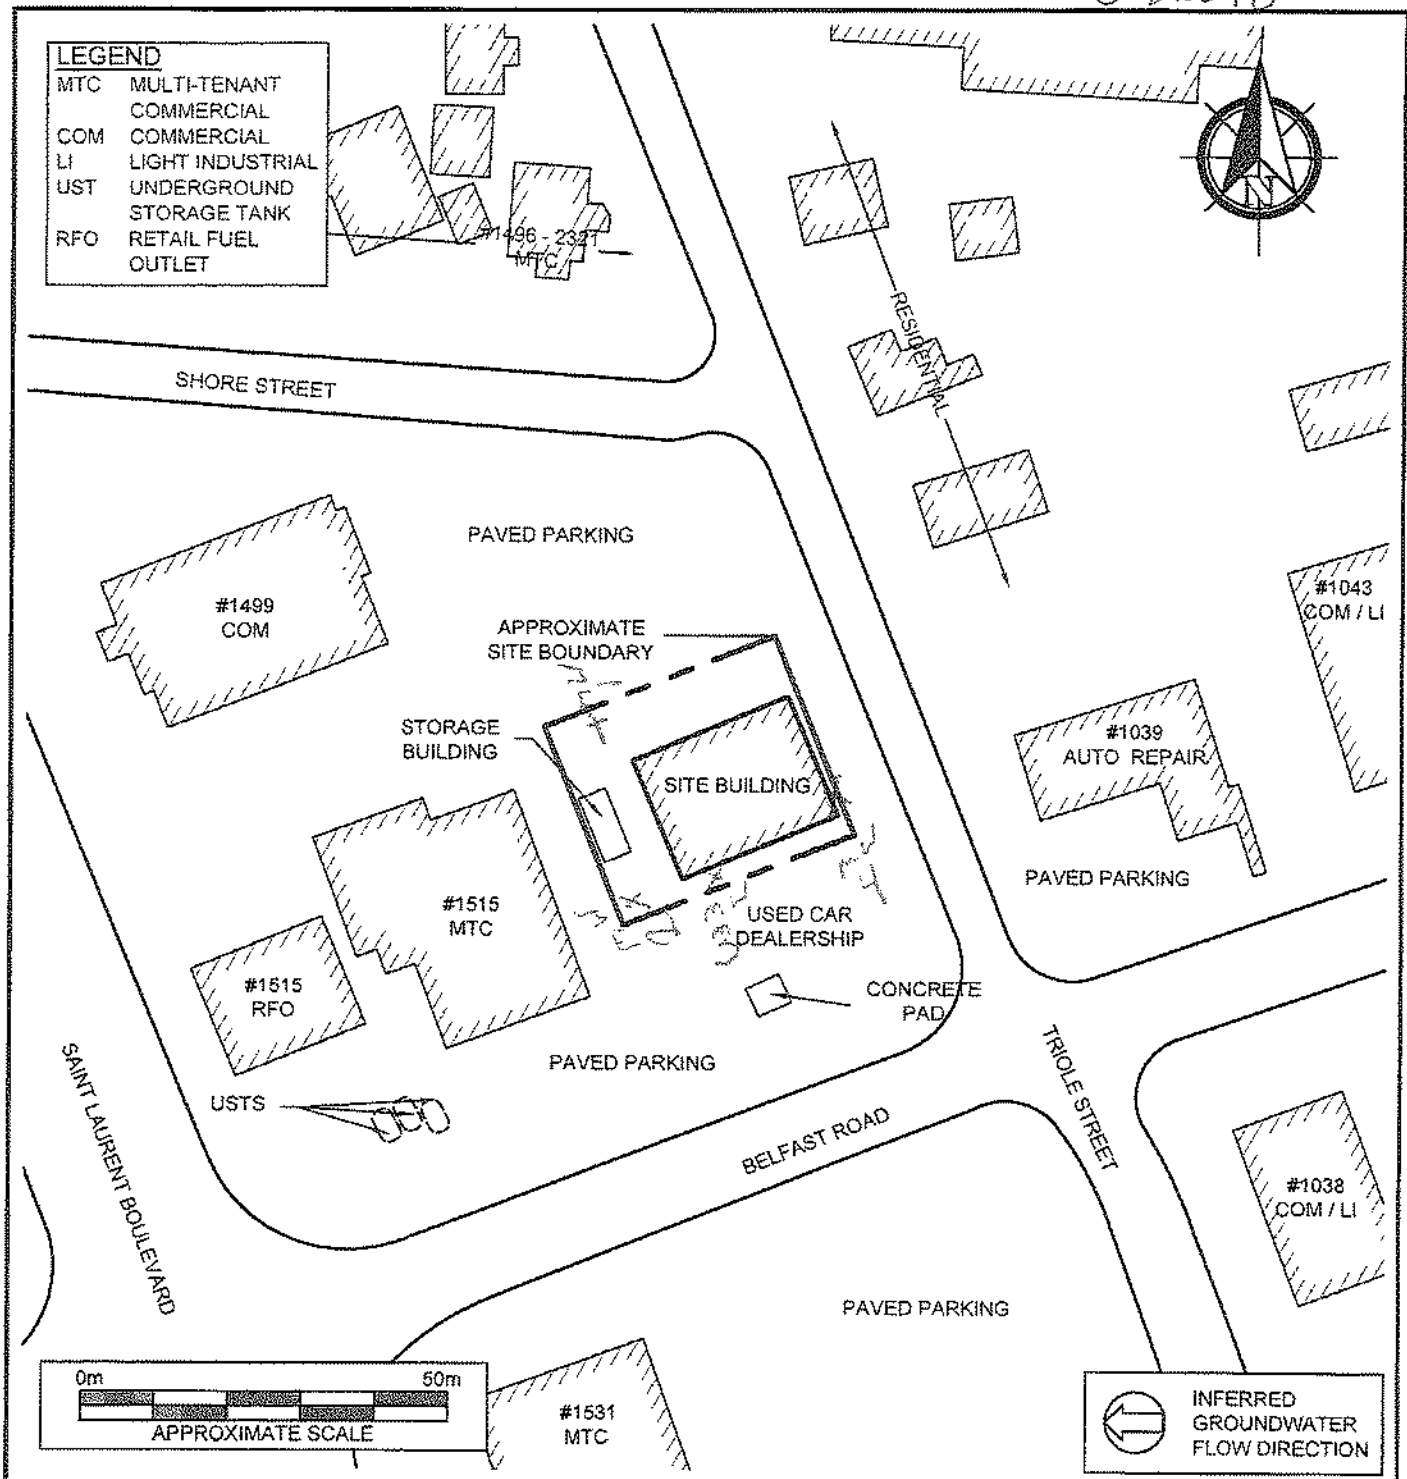 LEGEND
MTC MULTI-TENANT
COMMERCIAL
COM COMMERCIAL
LI LIGHT INDUSTRIAL
UST UNDERGROUND
STORAGE TANK
RFO RETAIL FUEL
OUTLET
#1496 - 2321
MTC
N
RESIDENTIAL
SHORE STREET
PAVED PARKING
#1499
COM
#1043
COM / LI
APPROXIMATE
SITE BOUNDARY
STORAGE
BUILDING
SITE BUILDING
#1039
AUTO REPAIR
PAVED PARKING
#1515
MTC
USED CAR
DEALERSHIP
#1515
RFO
CONCRETE
PAD
PAVED PARKING
USTS
SAINT LAURENT BOULEVARD
BELFAST ROAD
TRIOLE STREET
#1038
COM / LI
PAVED PARKING
0m 50m
APPROXIMATE SCALE
#1531
MTC
INFERRED
GROUNDWATER
FLOW DIRECTION